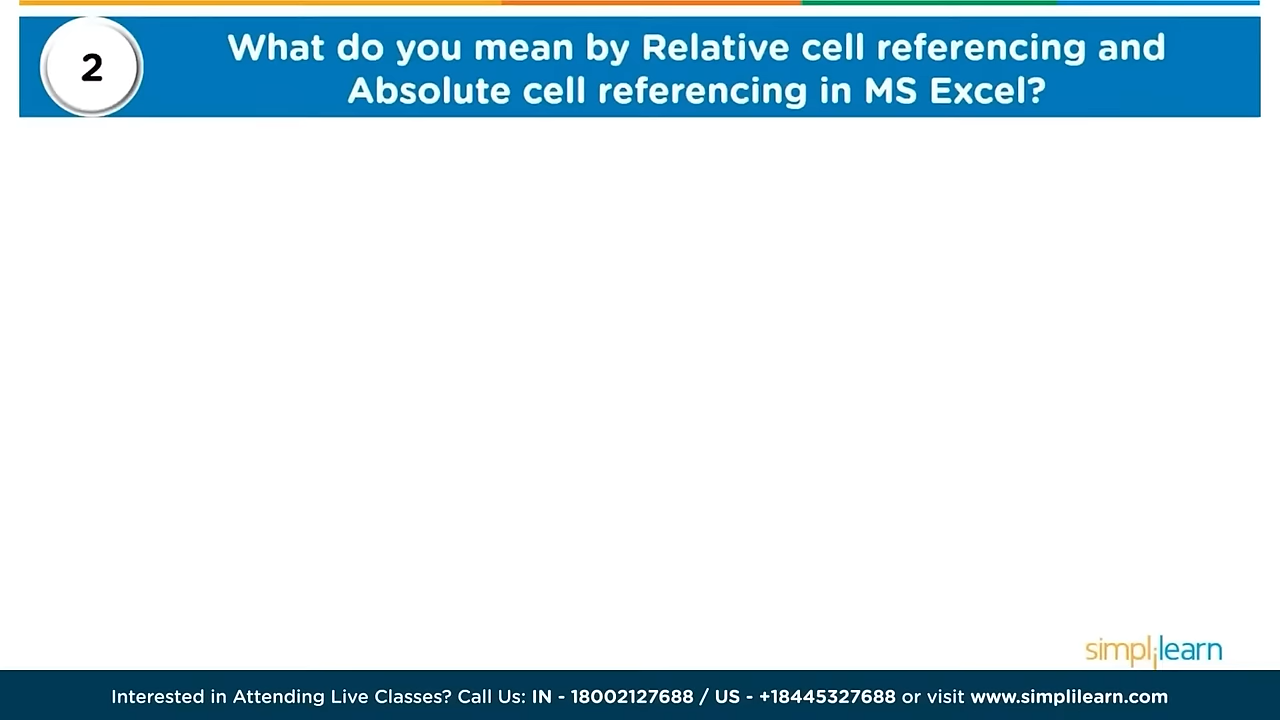 2
What do you mean by Relative cell referencing and
Absolute cell referencing in MS Excel?
simplilearn
Interested in Attending Live Classes? Call Us: IN - 18002127688 / US - +18445327688 or visit www.simplilearn.com